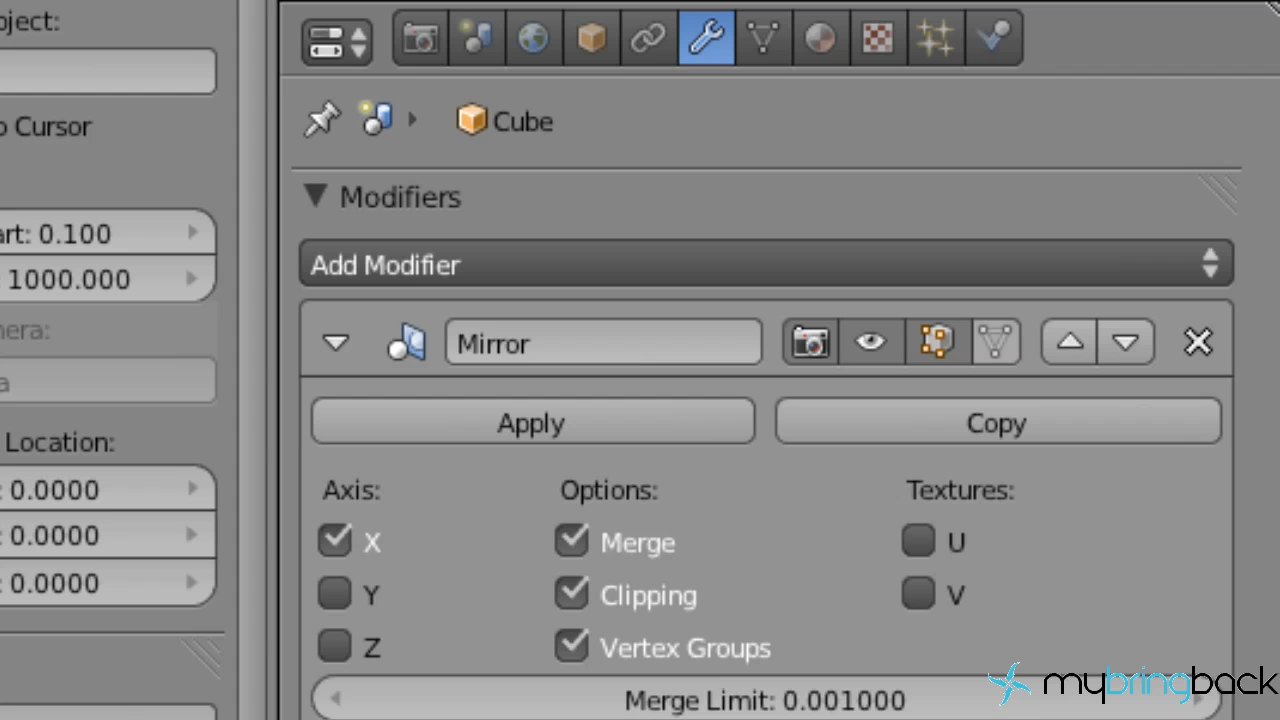 oject:
o Cursor
art: 0.100
1000.000
nera:
a
Location:
: 0.0000
: 0.0000
: 0.0000
Cube
Modifiers
Add Modifier
Mirror
Apply Copy
Axis: Options: Textures:
X Merge U
Y Clipping V
Z Vertex Groups
Merge Limit: 0.001000
mybringback